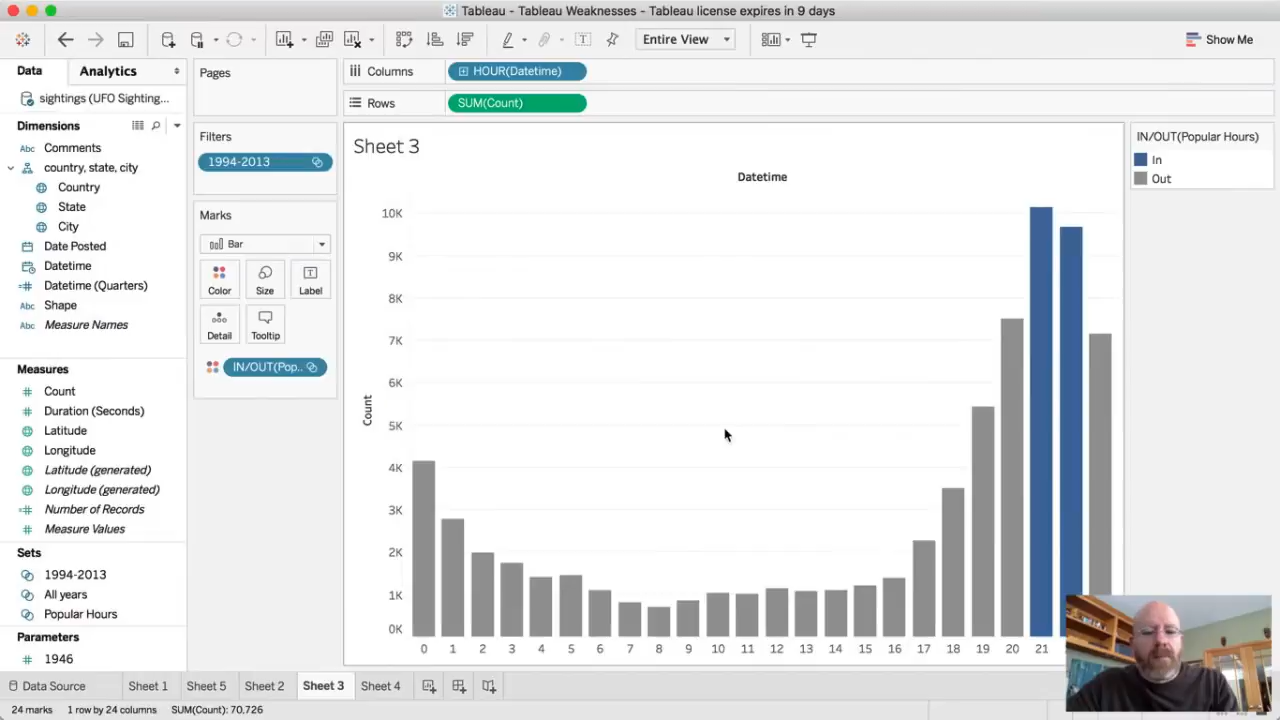 Tableau - Tableau Weaknesses - Tableau license expires in 9 days
Entire View
Show Me
Data
Analytics
sightings (UFO Sighting...
Dimensions
Abc Comments
country, state, city
Country
State
City
Date Posted
Datetime
Datetime (Quarters)
Abc Shape
Abc Measure Names
Measures
Count
Duration (Seconds)
Latitude
Longitude
Latitude (generated)
Longitude (generated)
Number of Records
Measure Values
Sets
1994-2013
All years
Popular Hours
Parameters
1946
Pages
Filters
1994-2013
Marks
Bar
Color
Size
Label
Detail
Tooltip
IN/OUT(Pop..
Columns
HOUR(Datetime)
Rows
SUM(Count)
Sheet 3
Datetime
Count
10K
9K
8K
7K
6K
5K
4K
3K
2K
1K
0K
0 1 2 3 4 5 6 7 8 9 10 11 12 13 14 15 16 17 18 19 20 21
IN/OUT(Popular Hours)
In
Out
Data Source
Sheet 1
Sheet 5
Sheet 2
Sheet 3
Sheet 4
24 marks 1 row by 24 columns SUM(Count): 70,726